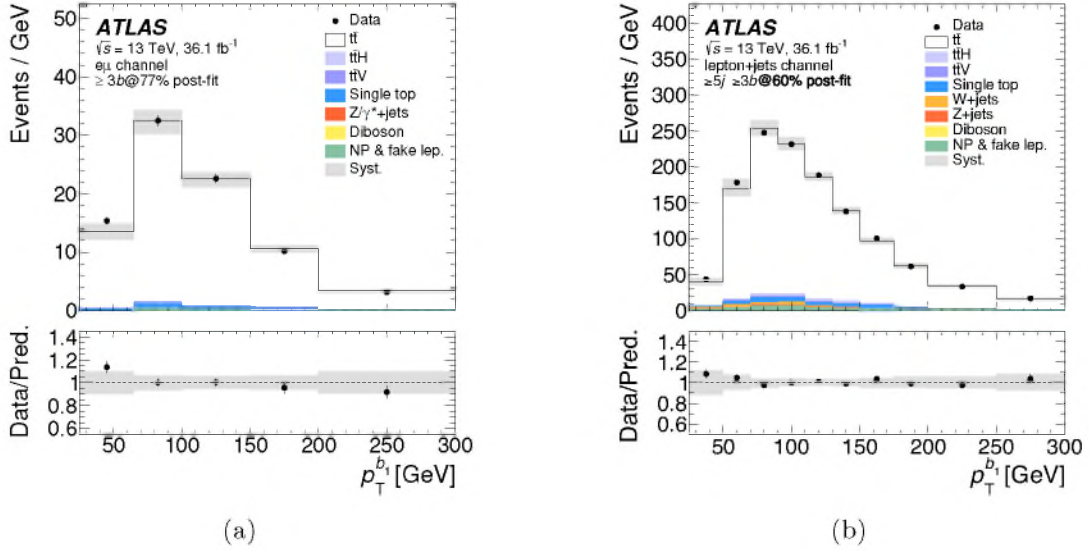 ATLAS
√s = 13 TeV, 36.1 fb⁻¹
eμ channel
≥ 3b@77% post-fit
Data
tt̄
tt̄H
tt̄V
Single top
Z/γ*+jets
Diboson
NP & fake lep.
Syst.
Events / GeV
50
40
30
20
10
0
Data/Pred.
1.4
1.2
1
0.8
0.6
50 100 150 200 250 300
p_T^{b₁} [GeV]
(a)
ATLAS
√s = 13 TeV, 36.1 fb⁻¹
lepton+jets channel
≥5j ≥3b@60% post-fit
Data
tt̄
tt̄H
tt̄V
Single top
W+jets
Z+jets
Diboson
NP & fake lep.
Syst.
Events / GeV
400
350
300
250
200
150
100
50
0
Data/Pred.
1.4
1.2
1
0.8
0.6
50 100 150 200 250 300
p_T^{b₁} [GeV]
(b)